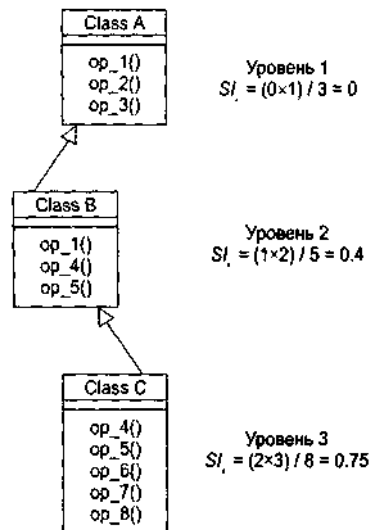 Class A
op_1()
op_2()
op_3()
Уровень 1
SI = (0×1) / 3 = 0
Class B
op_1()
op_4()
op_5()
Уровень 2
SI = (1×2) / 5 = 0.4
Class C
op_4()
op_5()
op_6()
op_7()
op_8()
Уровень 3
SI = (2×3) / 8 = 0.75